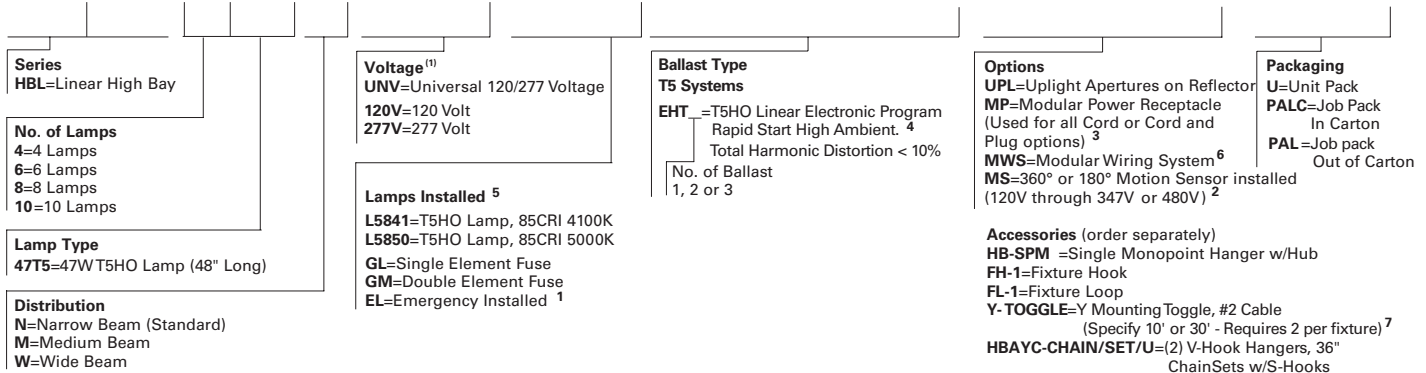 Series
HBL=Linear High Bay
No. of Lamps
4=4 Lamps
6=6 Lamps
8=8 Lamps
10=10 Lamps
Lamp Type
47T5=47W T5HO Lamp (48" Long)
Distribution
N=Narrow Beam (Standard)
M=Medium Beam
W=Wide Beam
Voltage(1)
UNV=Universal 120/277 Voltage
120V=120 Volt
277V=277 Volt
Lamps Installed 5
L5841=T5HO Lamp, 85CRI 4100K
L5850=T5HO Lamp, 85CRI 5000K
GL=Single Element Fuse
GM=Double Element Fuse
EL=Emergency Installed 1
Ballast Type
T5 Systems
EHT_=T5HO Linear Electronic Program
Rapid Start High Ambient. 4
Total Harmonic Distortion < 10%
No. of Ballast
1, 2 or 3
Options
UPL=Uplight Apertures on Reflector
MP=Modular Power Receptacle
(Used for all Cord or Cord and
Plug options) 3
MWS=Modular Wiring System 6
MS=360° or 180° Motion Sensor installed
(120V through 347V or 480V) 2
Accessories (order separately)
HB-SPM =Single Monopoint Hanger w/Hub
FH-1=Fixture Hook
FL-1=Fixture Loop
Y-TOGGLE=Y Mounting Toggle, #2 Cable
(Specify 10' or 30' - Requires 2 per fixture) 7
HBAYC-CHAIN/SET/U=(2) V-Hook Hangers, 36"
ChainSets w/S-Hooks
Packaging
U=Unit Pack
PALC=Job Pack
In Carton
PAL=Job pack
Out of Carton